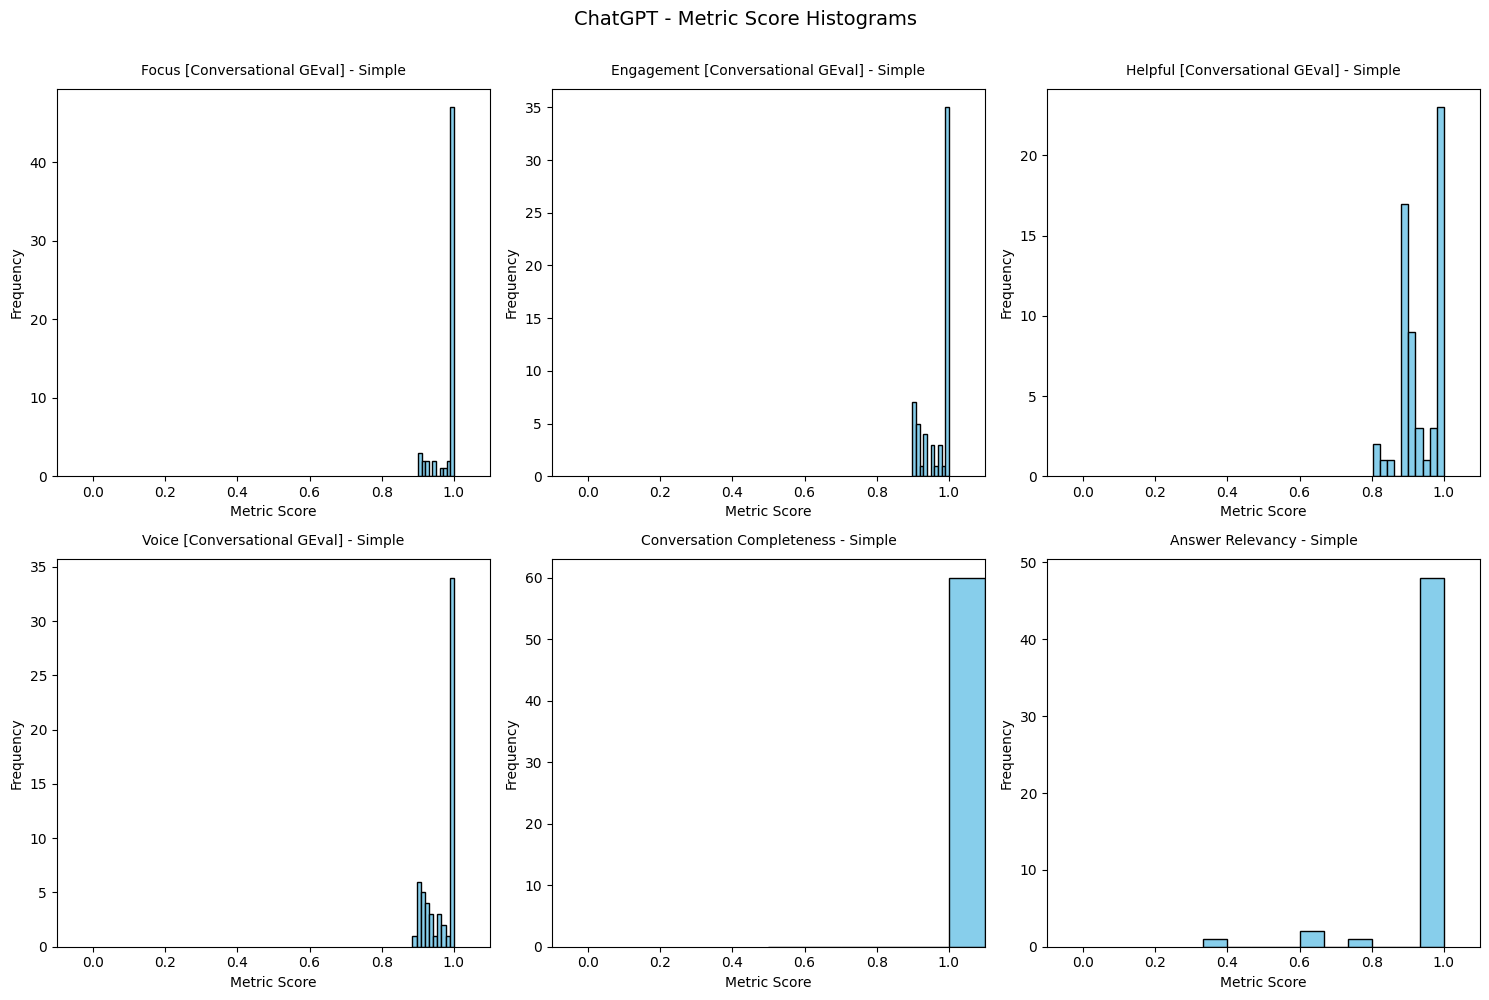 ChatGPT - Metric Score Histograms
Focus [Conversational GEval] - Simple
Frequency
40
30
20
10
0
0.0 0.2 0.4 0.6 0.8 1.0
Metric Score
Engagement [Conversational GEval] - Simple
Frequency
35
30
25
20
15
10
5
0
0.0 0.2 0.4 0.6 0.8 1.0
Metric Score
Helpful [Conversational GEval] - Simple
Frequency
20
15
10
5
0
0.0 0.2 0.4 0.6 0.8 1.0
Metric Score
Voice [Conversational GEval] - Simple
Frequency
35
30
25
20
15
10
5
0
0.0 0.2 0.4 0.6 0.8 1.0
Metric Score
Conversation Completeness - Simple
Frequency
60
50
40
30
20
10
0
0.0 0.2 0.4 0.6 0.8 1.0
Metric Score
Answer Relevancy - Simple
Frequency
50
40
30
20
10
0
0.0 0.2 0.4 0.6 0.8 1.0
Metric Score